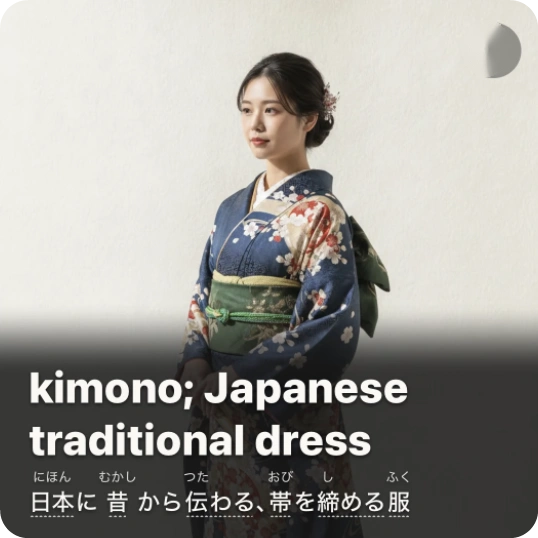 kimono; Japanese
traditional dress
にほん むかし つた おび し ふく
日本に 昔 から伝わる、帯を締める服